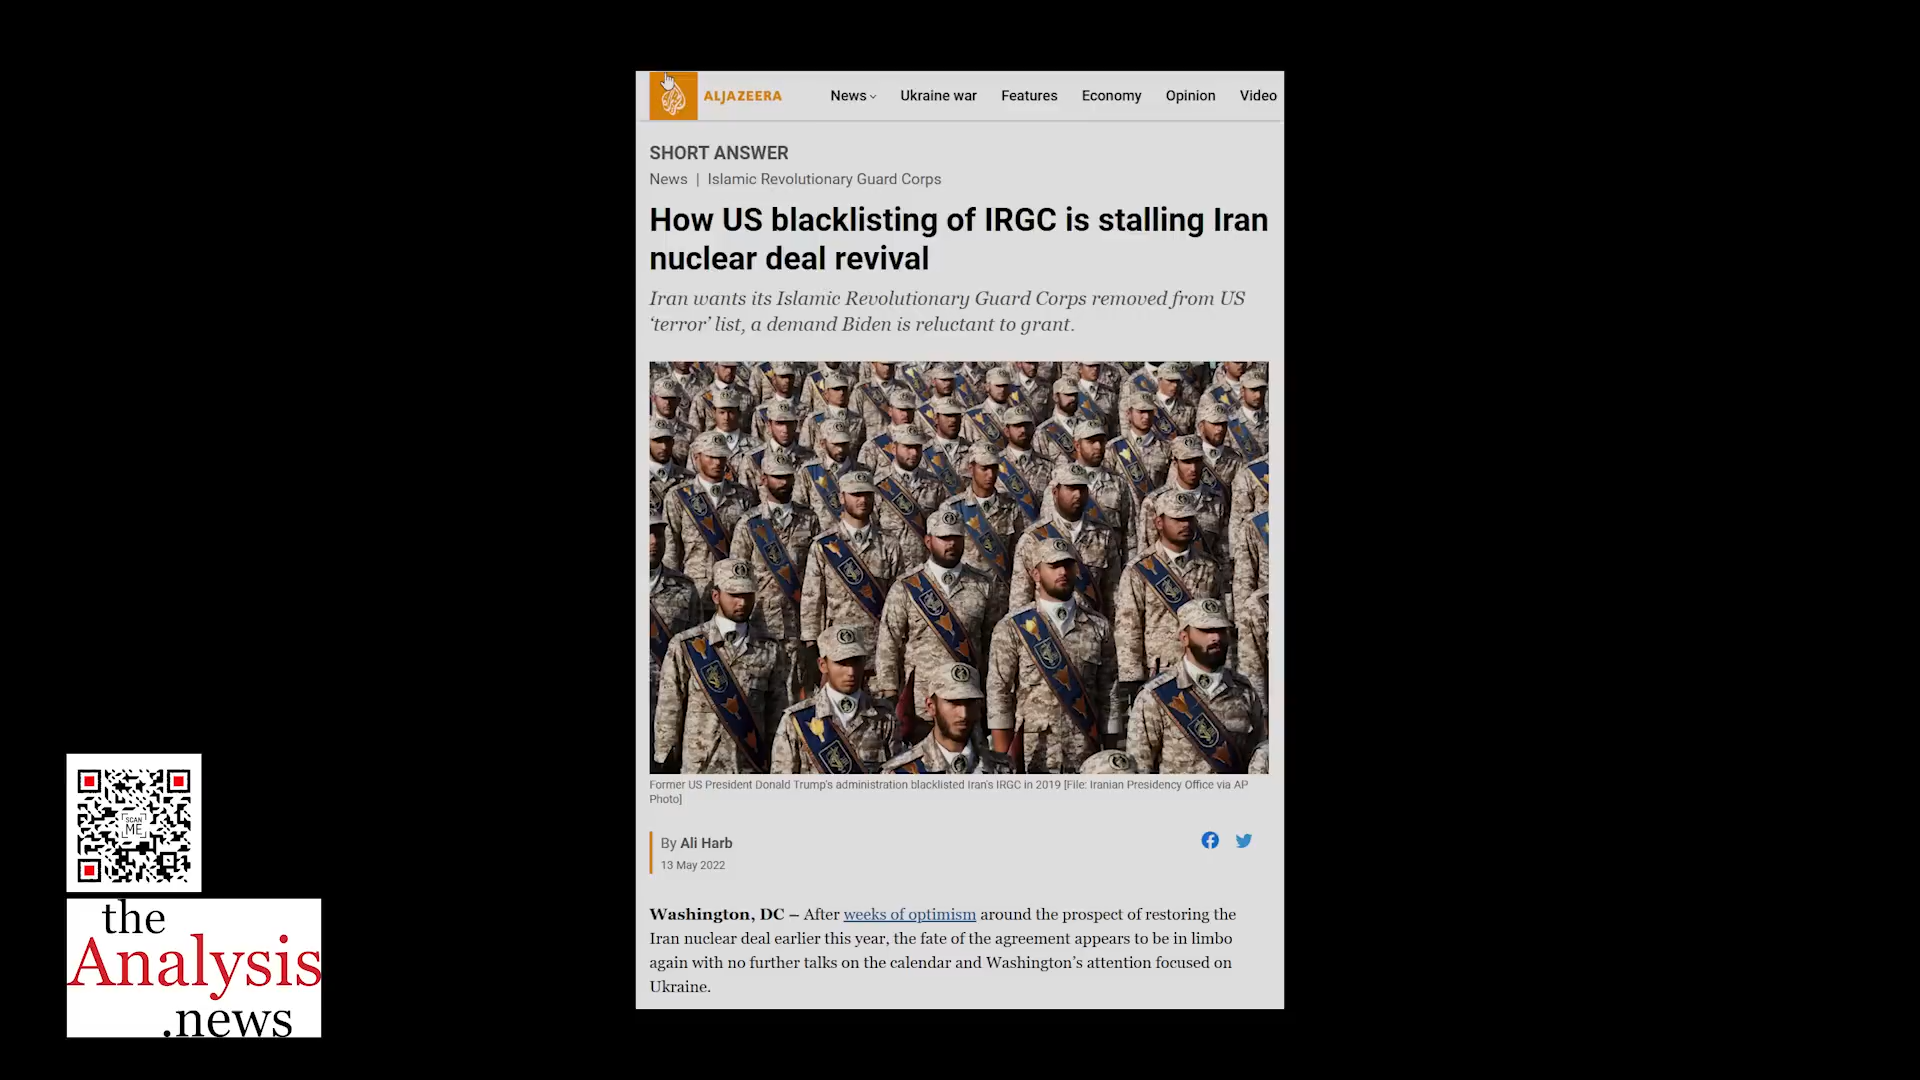 ALJAZEERA
News
Ukraine war
Features
Economy
Opinion
Video
SHORT ANSWER
News | Islamic Revolutionary Guard Corps
How US blacklisting of IRGC is stalling Iran
nuclear deal revival
Iran wants its Islamic Revolutionary Guard Corps removed from US
‘terror’ list, a demand Biden is reluctant to grant.
Former US President Donald Trump's administration blacklisted Iran's IRGC in 2019 [File: Iranian Presidency Office via AP
Photo]
By Ali Harb
13 May 2022
Washington, DC – After weeks of optimism around the prospect of restoring the
Iran nuclear deal earlier this year, the fate of the agreement appears to be in limbo
again with no further talks on the calendar and Washington’s attention focused on
Ukraine.
SCAN
ME
the
Analysis
.news